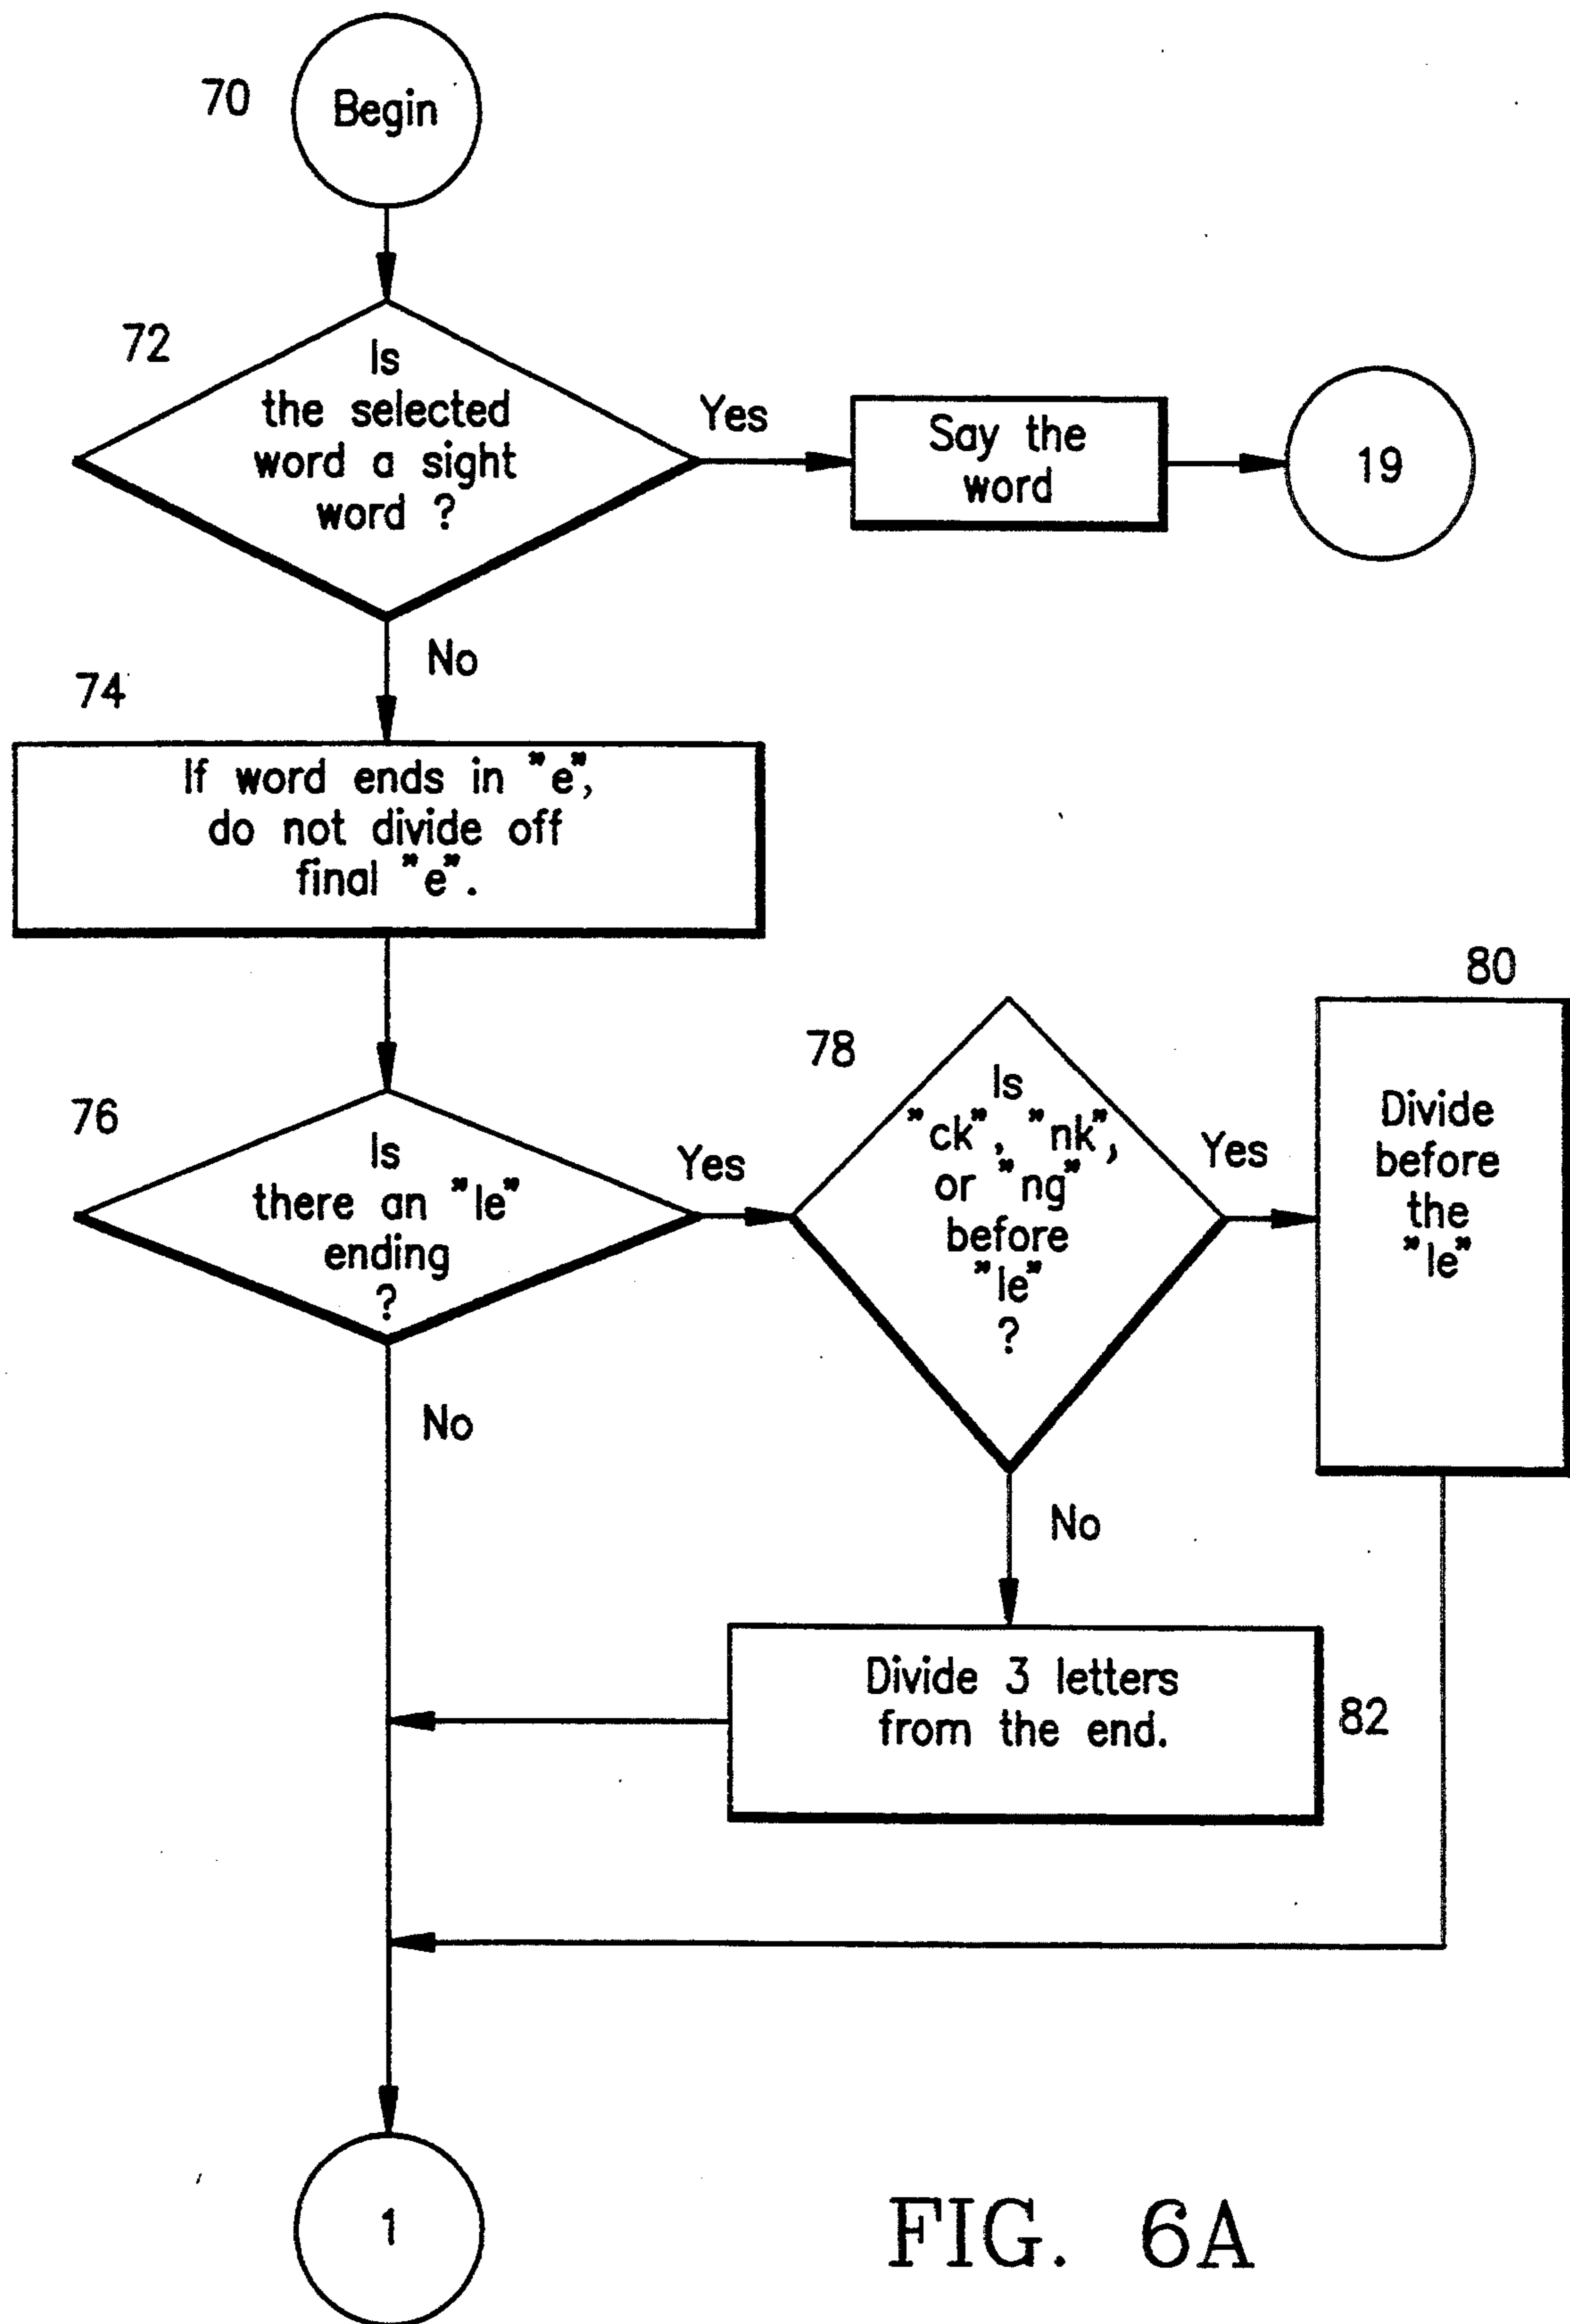 70
Begin
72
Is
the selected
word a sight
word ?
Yes
Say the
word
19
No
74
If word ends in "e",
do not divide off
final "e".
76
Is
there an "le"
ending
?
Yes
78
Is
"ck", "nk",
or "ng"
before
"le"
?
Yes
80
Divide
before
the
"le"
No
No
Divide 3 letters
from the end.
82
1
FIG. 6A